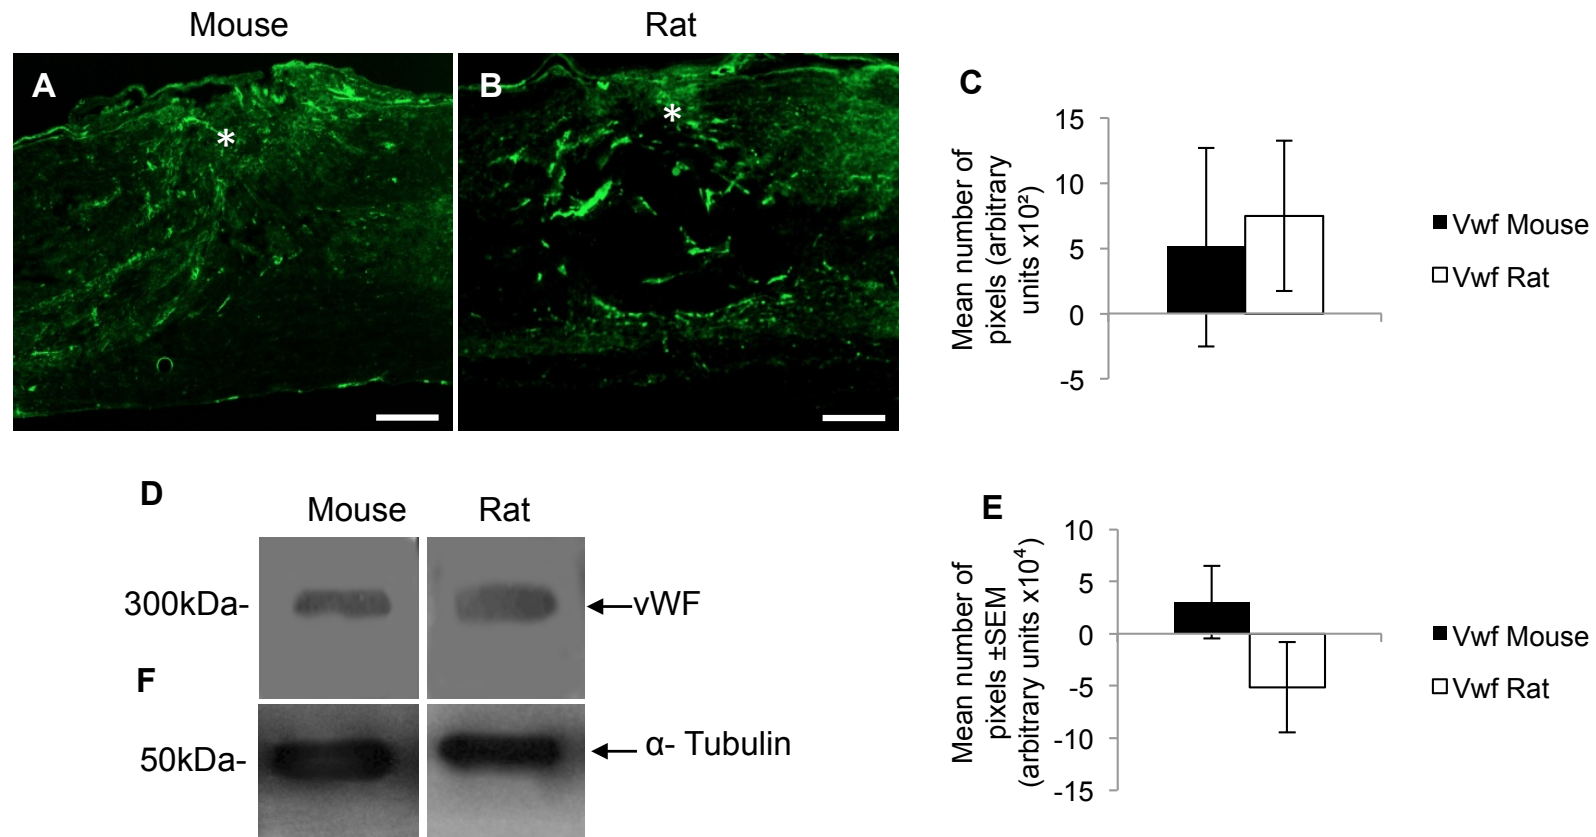 Mouse
Rat
A
*
B
*
C
Mean number of
pixels (arbitrary
units x10²)
15
10
5
0
-5
Vwf Mouse
Vwf Rat
D
Mouse
Rat
300kDa-
vWF
F
50kDa-
α- Tubulin
E
Mean number of
pixels ±SEM
(arbitrary units x10⁴)
10
5
0
-5
-10
-15
Vwf Mouse
Vwf Rat